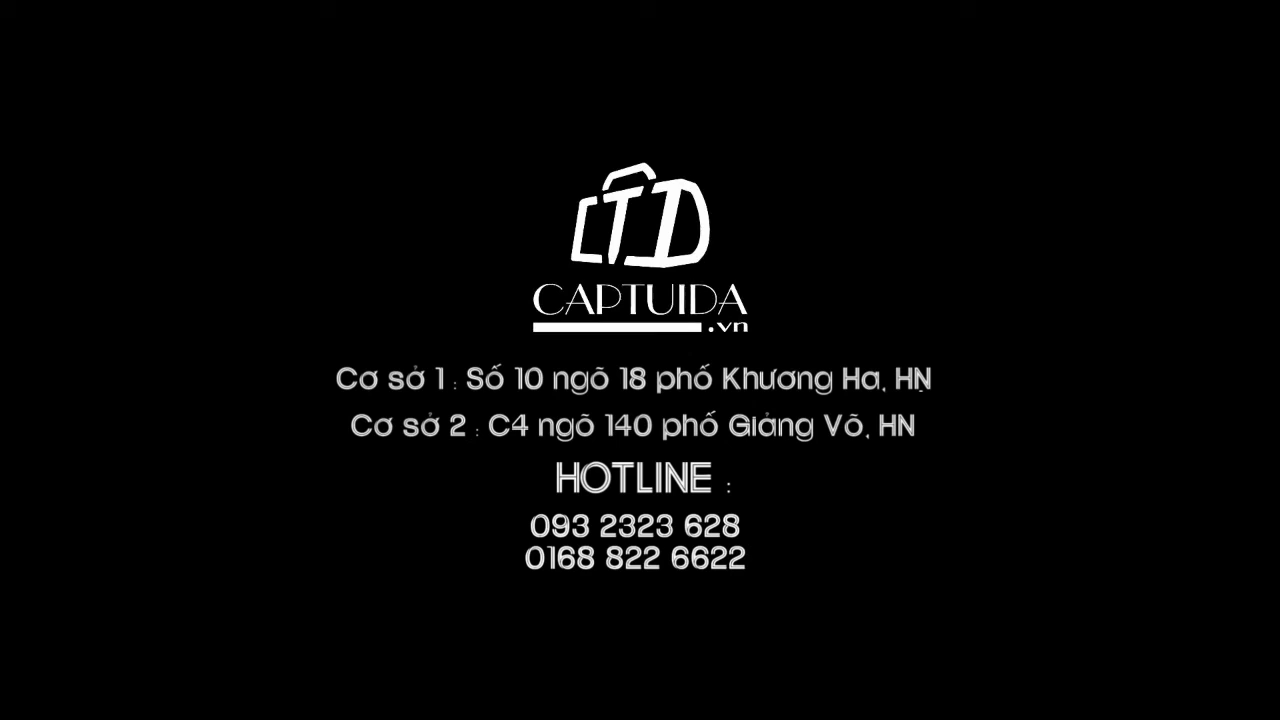 CTD
CAPTUIDA
.vn
Cơ sở 1 : Số 10 ngõ 18 phố Khương Hạ, HN
Cơ sở 2 : C4 ngõ 140 phố Giảng Võ, HN
HOTLINE :
093 2323 628
0168 822 6622